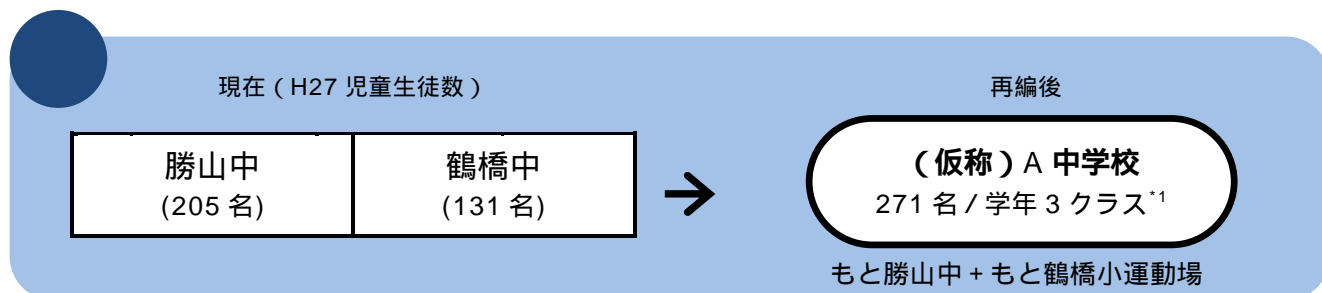 現在（H27 児童生徒数）
再編後
勝山中
(205 名)
鶴橋中
(131 名)
→
（仮称）A 中学校
271 名 / 学年 3 クラス*1
もと勝山中 + もと鶴橋小運動場